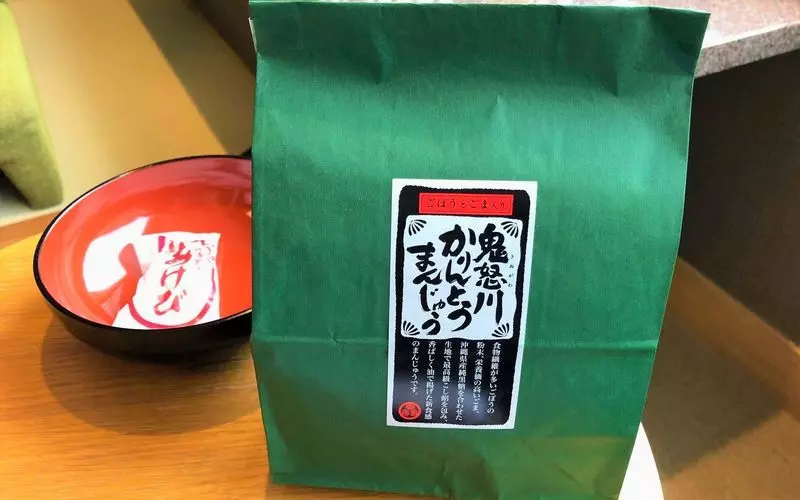 ごぼうとごま入り
鬼怒川
きぬがわ
かりんとう
まんじゅう
食物繊維が多いごぼうの
粉末、栄養価の高いごま、
沖縄県産純黒糖を合わせた
生地で最高級こし餡を包み、
香ばしく油で揚げた新食感
のまんじゅうです。